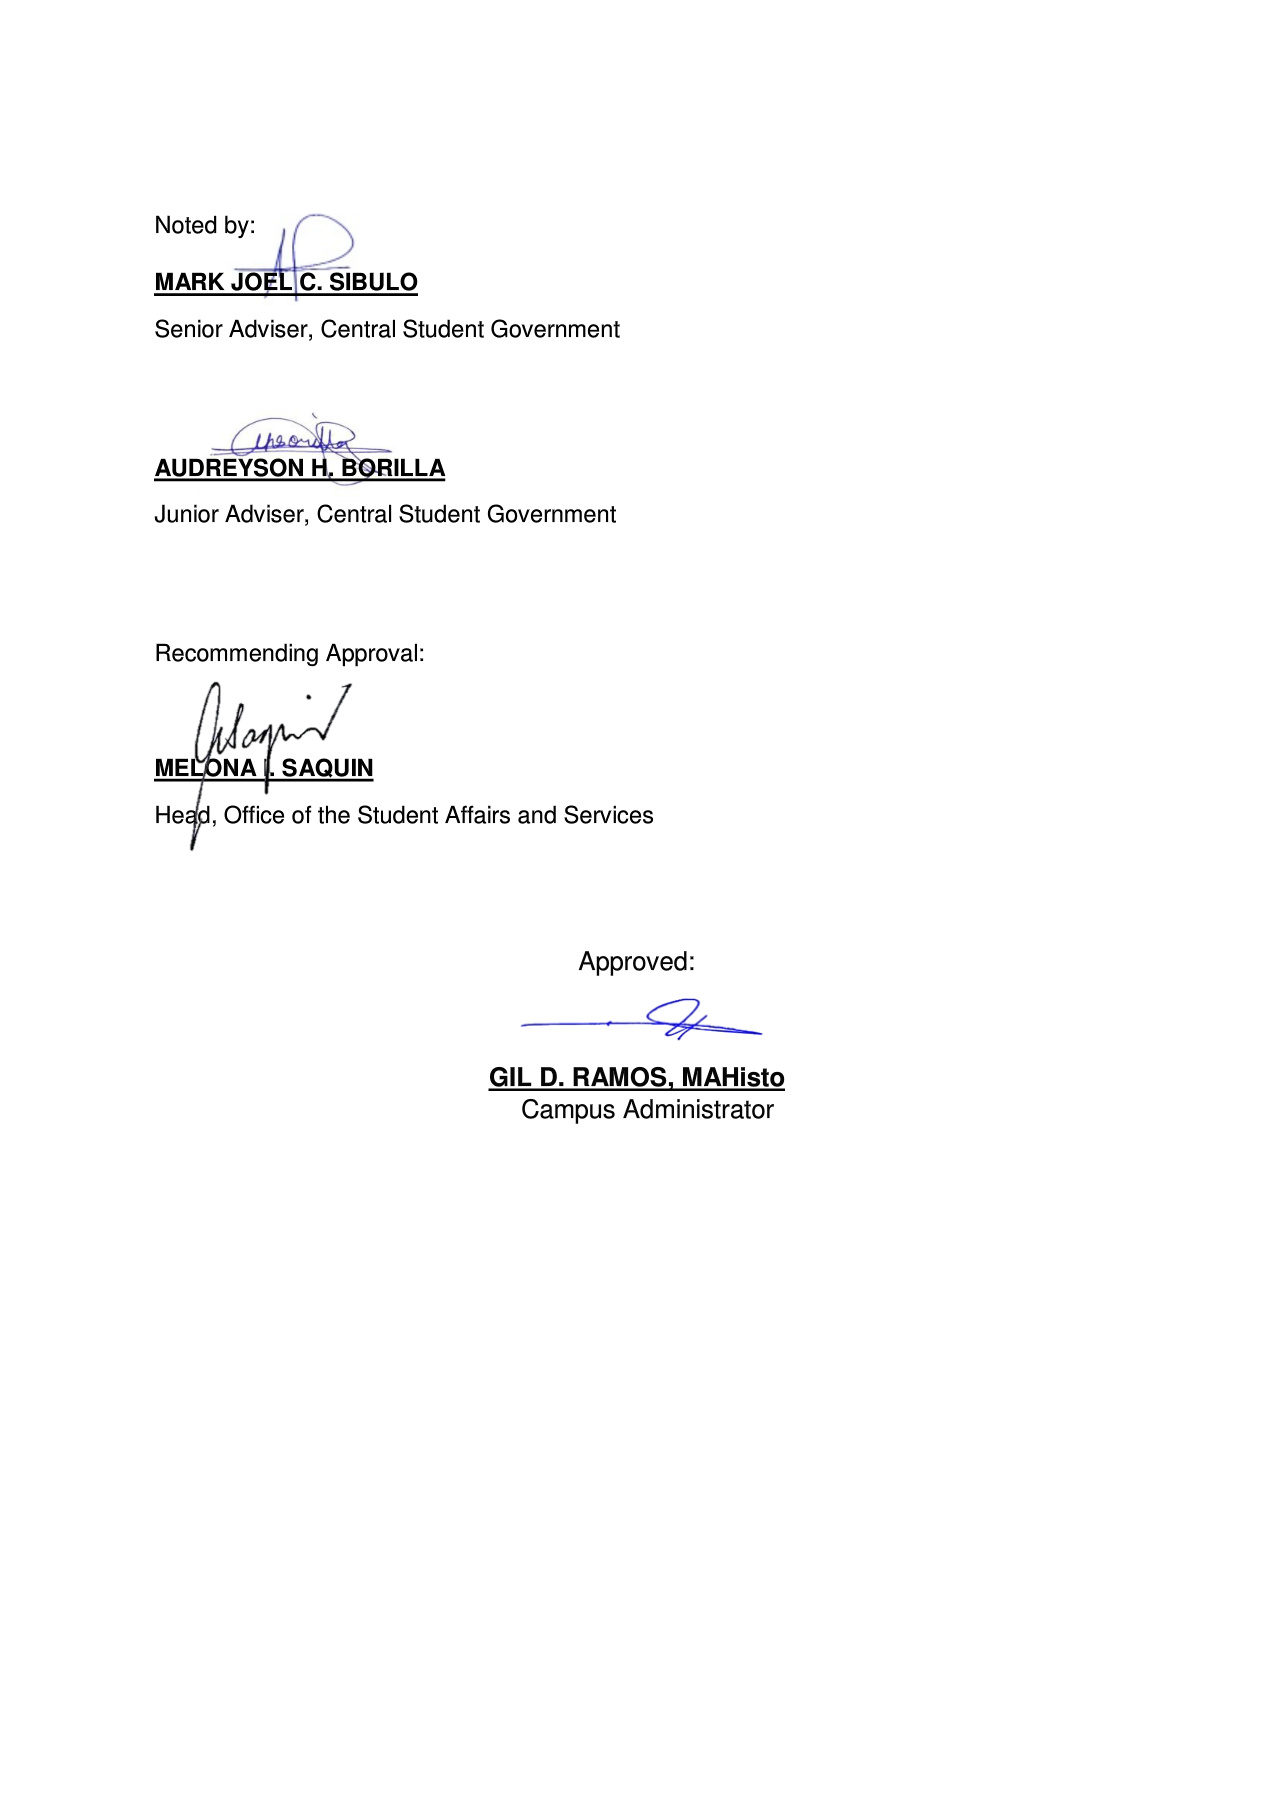 Noted by:
MARK JOEL C. SIBULO
Senior Adviser, Central Student Government
AUDREYSON H. BORILLA
Junior Adviser, Central Student Government
Recommending Approval:
MELONA I. SAQUIN
Head, Office of the Student Affairs and Services
Approved:
GIL D. RAMOS, MAHisto
Campus Administrator